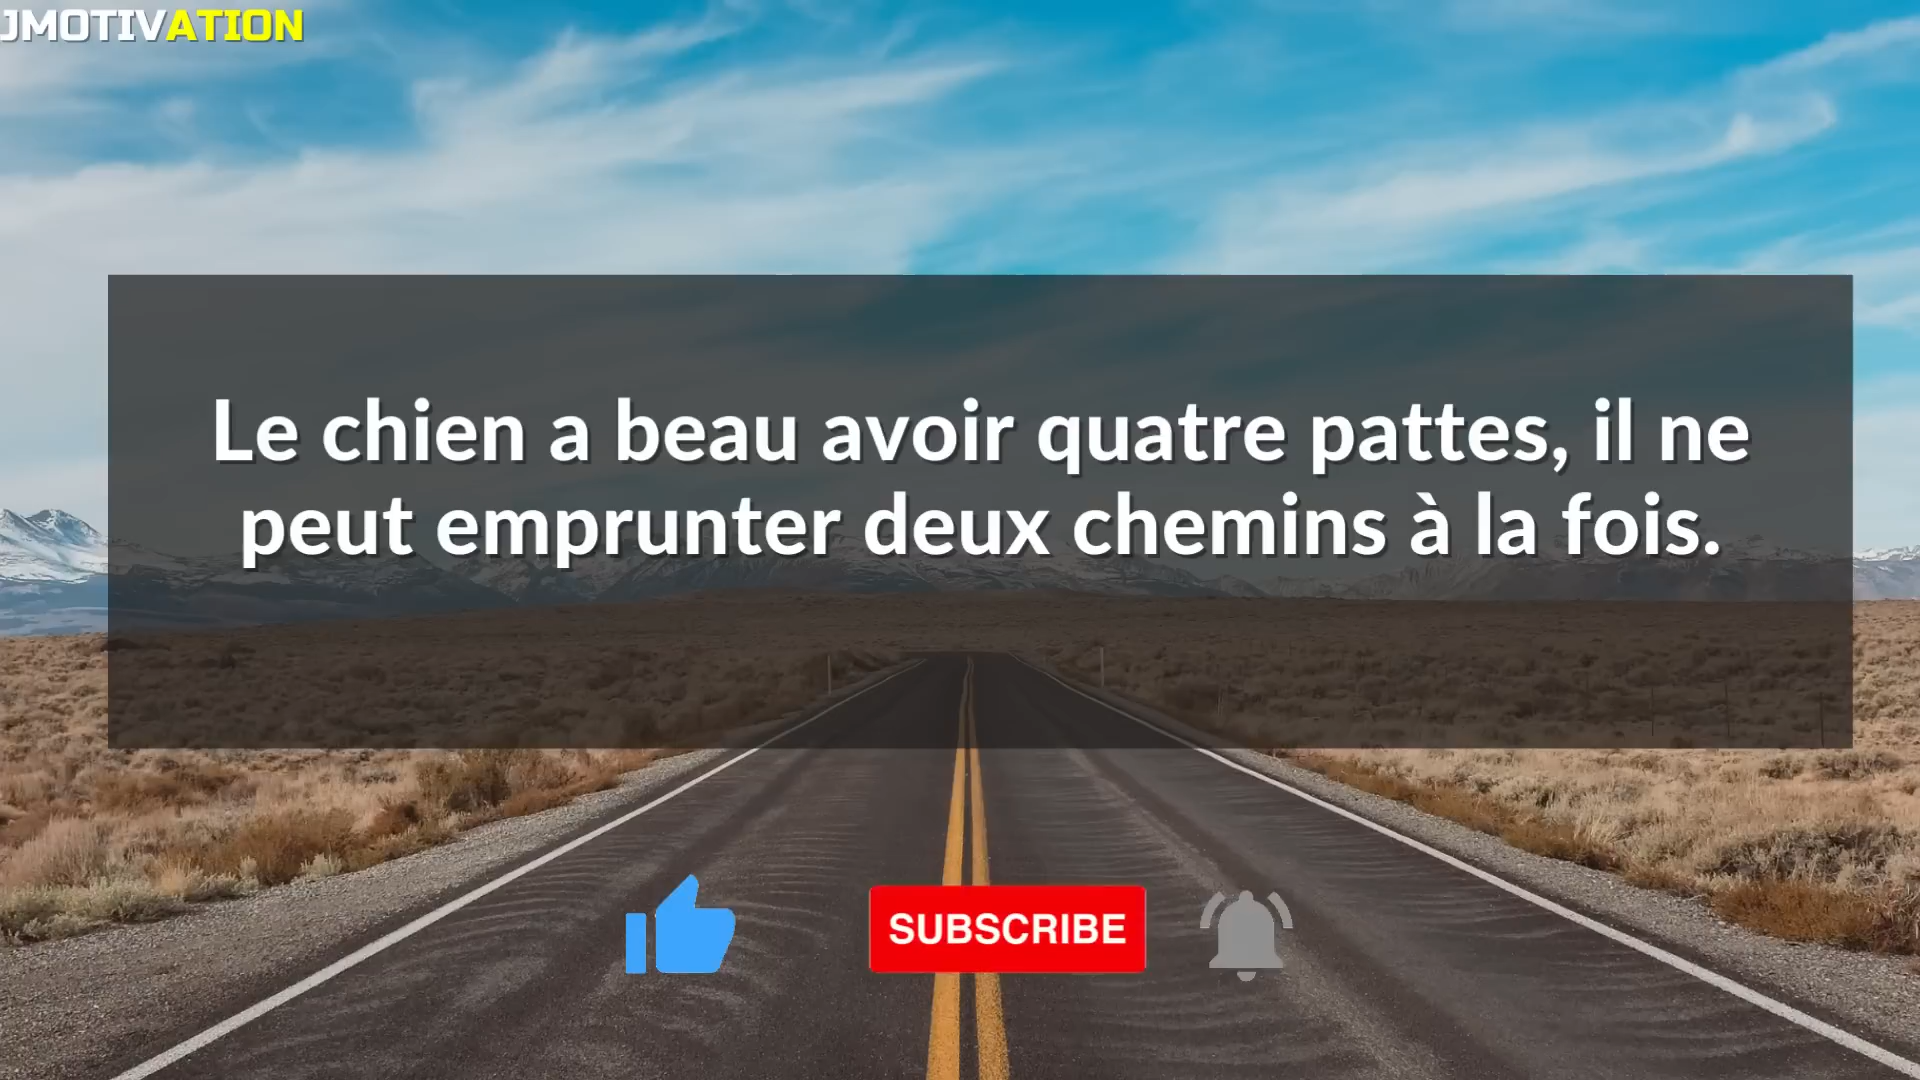 JMOTIVATION
Le chien a beau avoir quatre pattes, il ne
peut emprunter deux chemins à la fois.
SUBSCRIBE